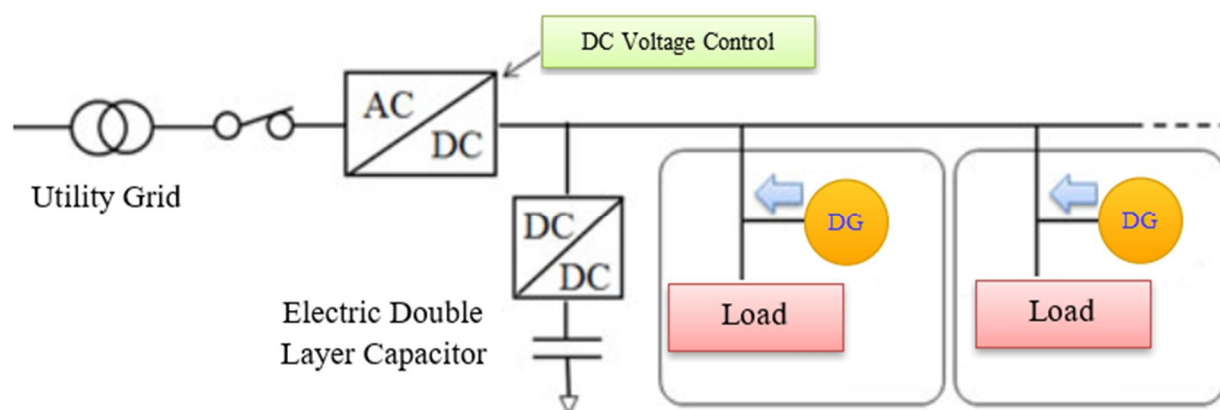 DC Voltage Control
AC
DC
Utility Grid
DC
DC
Electric Double
Layer Capacitor
DG
Load
DG
Load